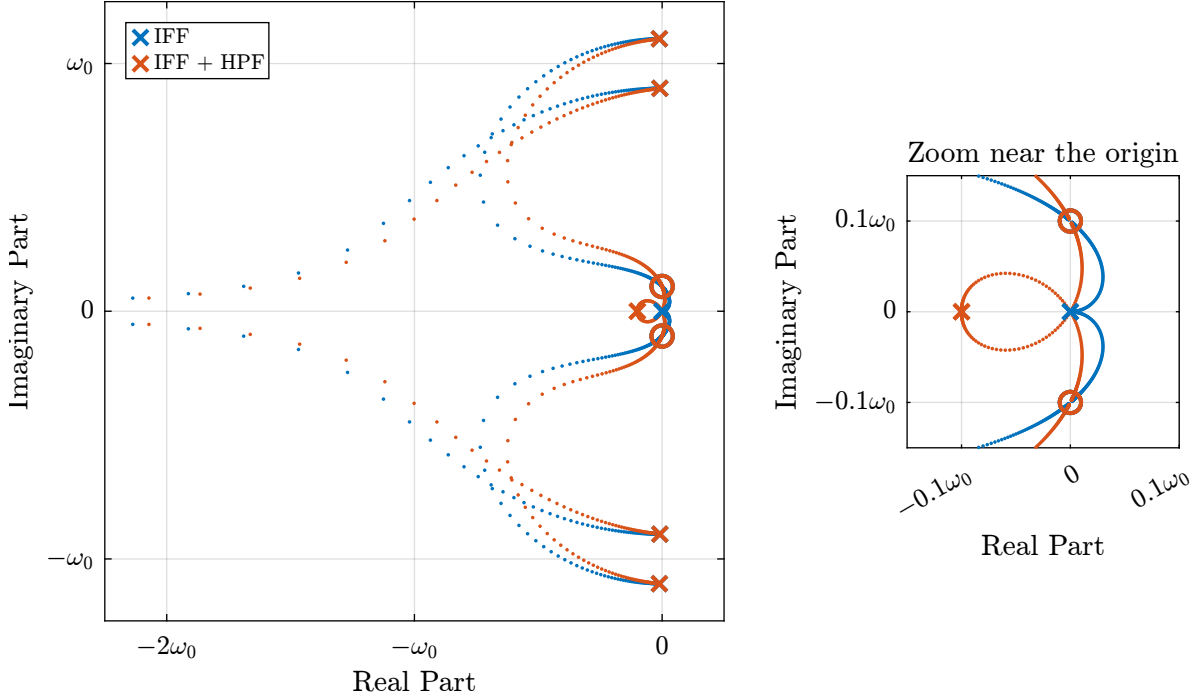 IFF
IFF + HPF
ω₀
0
−ω₀
Imaginary Part
−2ω₀
−ω₀
0
Real Part
Zoom near the origin
0.1ω₀
0
−0.1ω₀
Imaginary Part
−0.1ω₀
0
0.1ω₀
Real Part